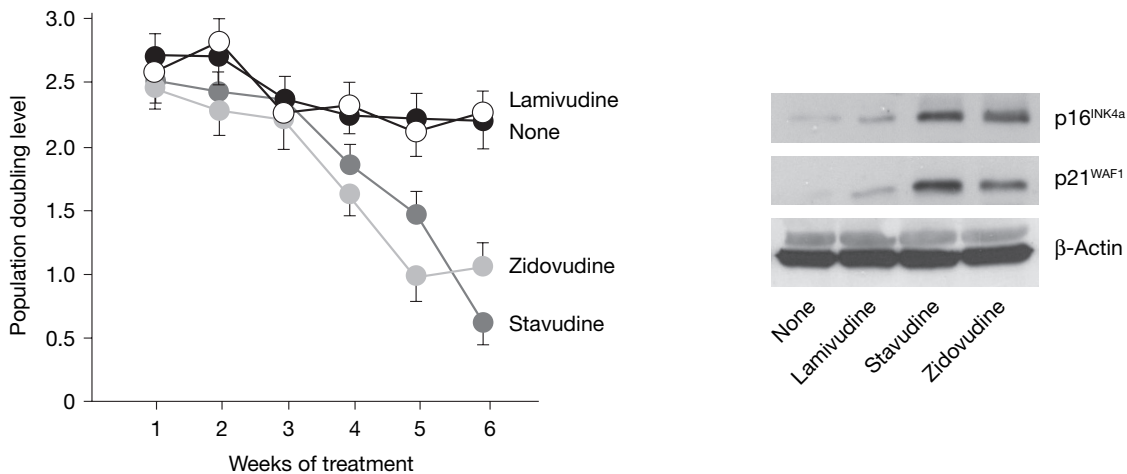 Population doubling level
3.0
2.5
2.0
1.5
1.0
0.5
0
1 2 3 4 5 6
Weeks of treatment
Lamivudine
None
Zidovudine
Stavudine
p16INK4a
p21WAF1
β-Actin
None
Lamivudine
Stavudine
Zidovudine